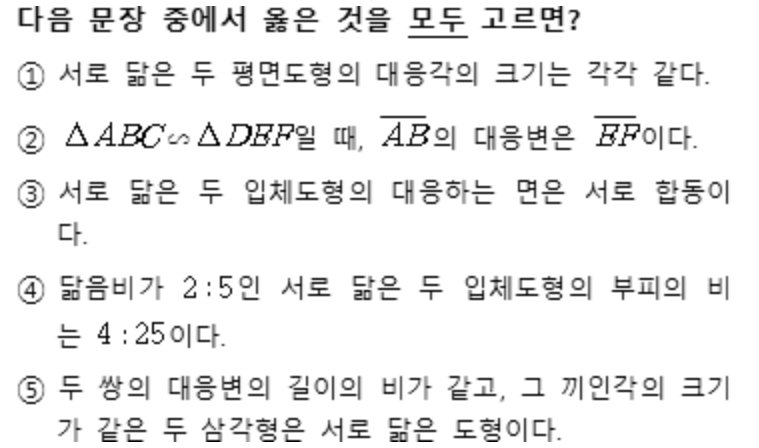 다음 문장 중에서 옳은 것을 모두 고르면?
① 서로 닮은 두 평면도형의 대응각의 크기는 각각 같다.
② △ABC∽△DEF일 때, AB의 대응변은 EF이다.
③ 서로 닮은 두 입체도형의 대응하는 면은 서로 합동이
다.
④ 닮음비가 2:5인 서로 닮은 두 입체도형의 부피의 비
는 4:25이다.
⑤ 두 쌍의 대응변의 길이의 비가 같고, 그 끼인각의 크기
가 같은 두 삼각형은 서로 닮은 도형이다.